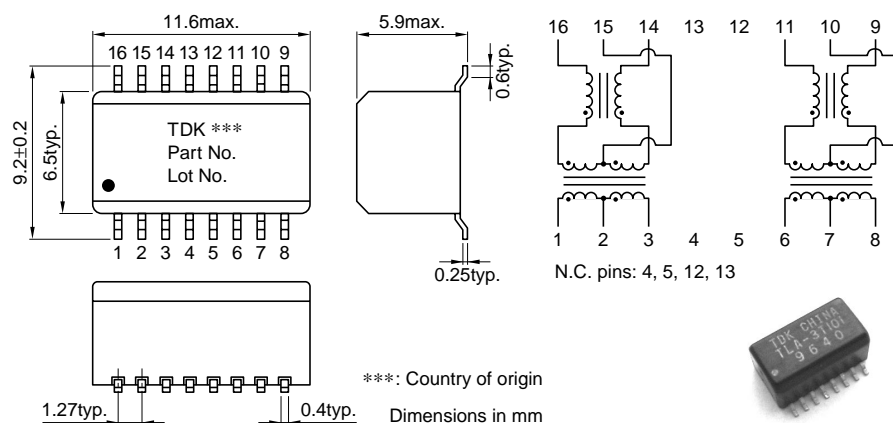 11.6max.
16 15 14 13 12 11 10 9
9.2±0.2
6.5typ.
TDK ***
Part No.
Lot No.
1 2 3 4 5 6 7 8
5.9max.
0.6typ.
0.25typ.
16 15 14 13 12 11 10 9
1 2 3 4 5 6 7 8
N.C. pins: 4, 5, 12, 13
1.27typ.
0.4typ.
***: Country of origin
Dimensions in mm
TDK CHINA
TLA-3T101
9640